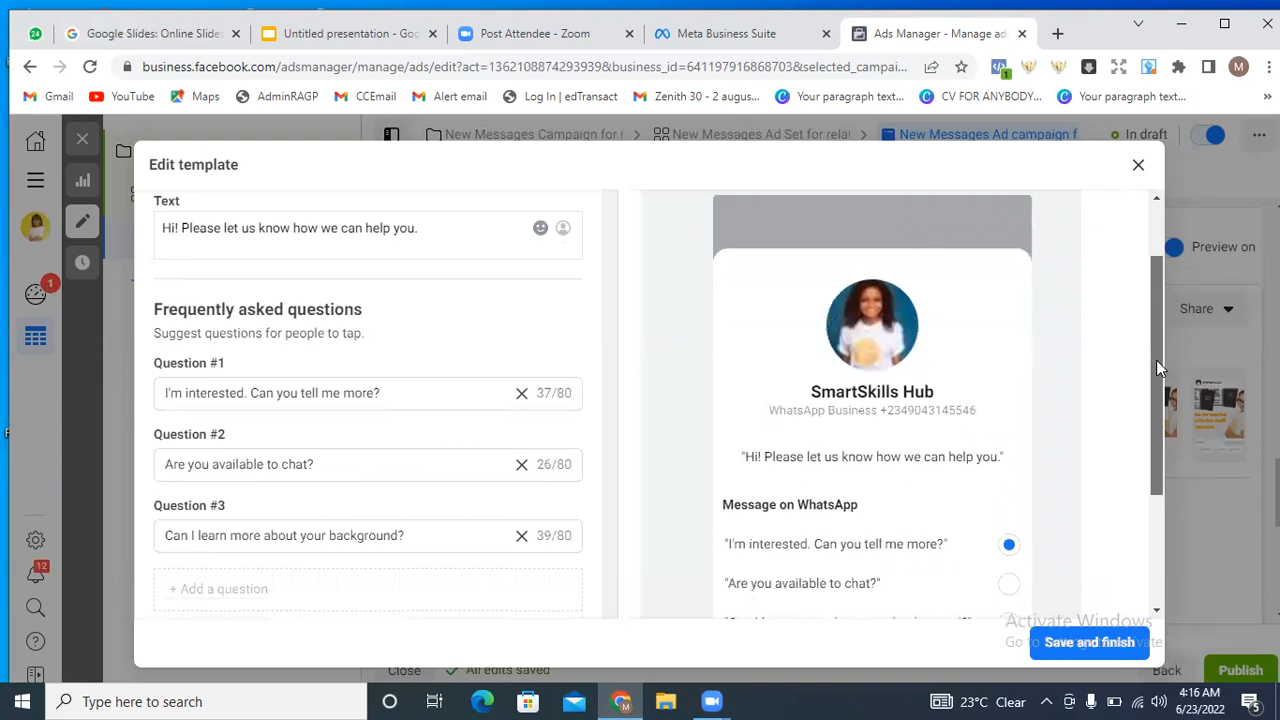 24
Google Slides: Online Slide
Untitled presentation - Goo
Post Attendee - Zoom
Meta Business Suite
Ads Manager - Manage ad
business.facebook.com/adsmanager/manage/ads/edit?act=1362108874293939&business_id=641197916868703&selected_campai...
1
M
Gmail
YouTube
Maps
AdminRAGP
CCEmail
Alert email
Log In | edTransact
Zenith 30 - 2 augus...
Your paragraph text...
CV FOR ANYBODY...
Your paragraph text...
»
New Messages Campaign for r
New Messages Ad Set for relat
New Messages Ad campaign f
In draft
Edit template
Text
Hi! Please let us know how we can help you.
Frequently asked questions
Suggest questions for people to tap.
Question #1
I'm interested. Can you tell me more?
37/80
Question #2
Are you available to chat?
26/80
Question #3
Can I learn more about your background?
39/80
+ Add a question
SmartSkills Hub
WhatsApp Business +2349043145546
"Hi! Please let us know how we can help you."
Message on WhatsApp
"I'm interested. Can you tell me more?"
"Are you available to chat?"
Preview on
Share
1
12
Activate Windows
Save and finish
Close
All edits saved
Back
Publish
Type here to search
23°C Clear
4:16 AM
6/23/2022
5